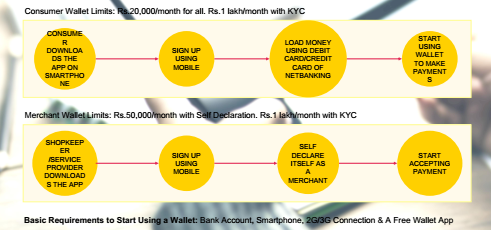 Consumer Wallet Limits: Rs.20,000/month for all. Rs.1 lakh/month with KYC
CONSUME
R
DOWNLOA
DS THE
APP ON
SMARTPHO
NE
SIGN UP
USING
MOBILE
LOAD MONEY
USING DEBIT
CARD/CREDIT
CARD OF
NETBANKING
START
USING
WALLET
TO MAKE
PAYMENT
S
Merchant Wallet Limits: Rs.50,000/month with Self Declaration. Rs.1 lakh/month with KYC
SHOPKEEP
ER
/SERVICE
PROVIDER
DOWNLOAD
S THE APP
SIGN UP
USING
MOBILE
SELF
DECLARE
ITSELF AS
A
MERCHANT
START
ACCEPTING
PAYMENT
Basic Requirements to Start Using a Wallet: Bank Account, Smartphone, 2G/3G Connection & A Free Wallet App